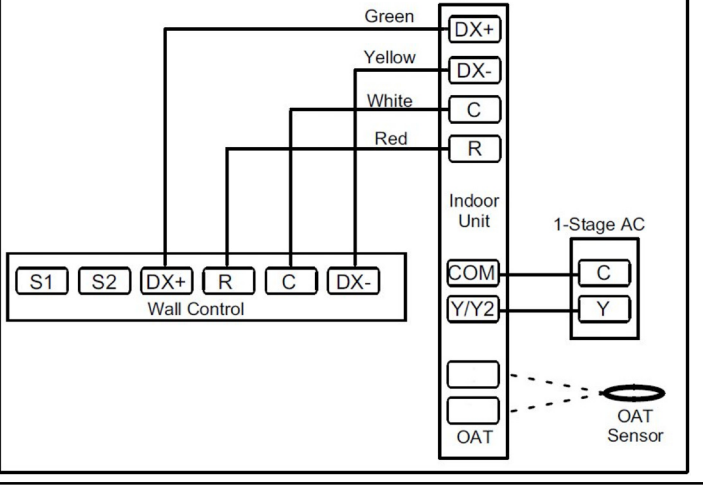 Green
DX+
Yellow
DX-
White
C
Red
R
Indoor
Unit
1-Stage AC
COM
C
Y/Y2
Y
S1 S2 DX+ R C DX-
Wall Control
OAT
OAT
Sensor